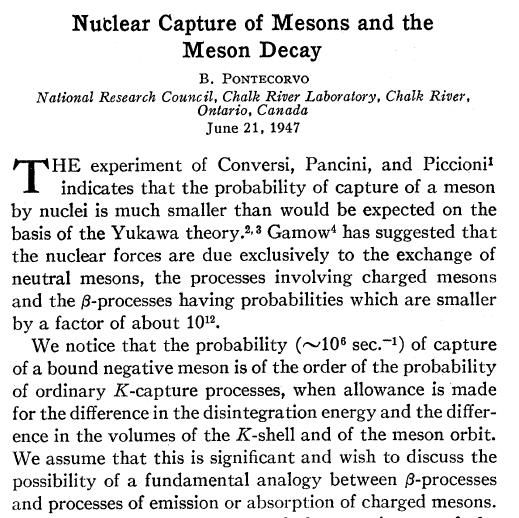 Nuclear Capture of Mesons and the
Meson Decay
B. PONTECORVO
National Research Council, Chalk River Laboratory, Chalk River,
Ontario, Canada
June 21, 1947
THE experiment of Conversi, Pancini, and Piccioni¹
indicates that the probability of capture of a meson
by nuclei is much smaller than would be expected on the
basis of the Yukawa theory.²,³ Gamow⁴ has suggested that
the nuclear forces are due exclusively to the exchange of
neutral mesons, the processes involving charged mesons
and the β-processes having probabilities which are smaller
by a factor of about 10¹².
We notice that the probability (~10⁶ sec.⁻¹) of capture
of a bound negative meson is of the order of the probability
of ordinary K-capture processes, when allowance is made
for the difference in the disintegration energy and the differ-
ence in the volumes of the K-shell and of the meson orbit.
We assume that this is significant and wish to discuss the
possibility of a fundamental analogy between β-processes
and processes of emission or absorption of charged mesons.